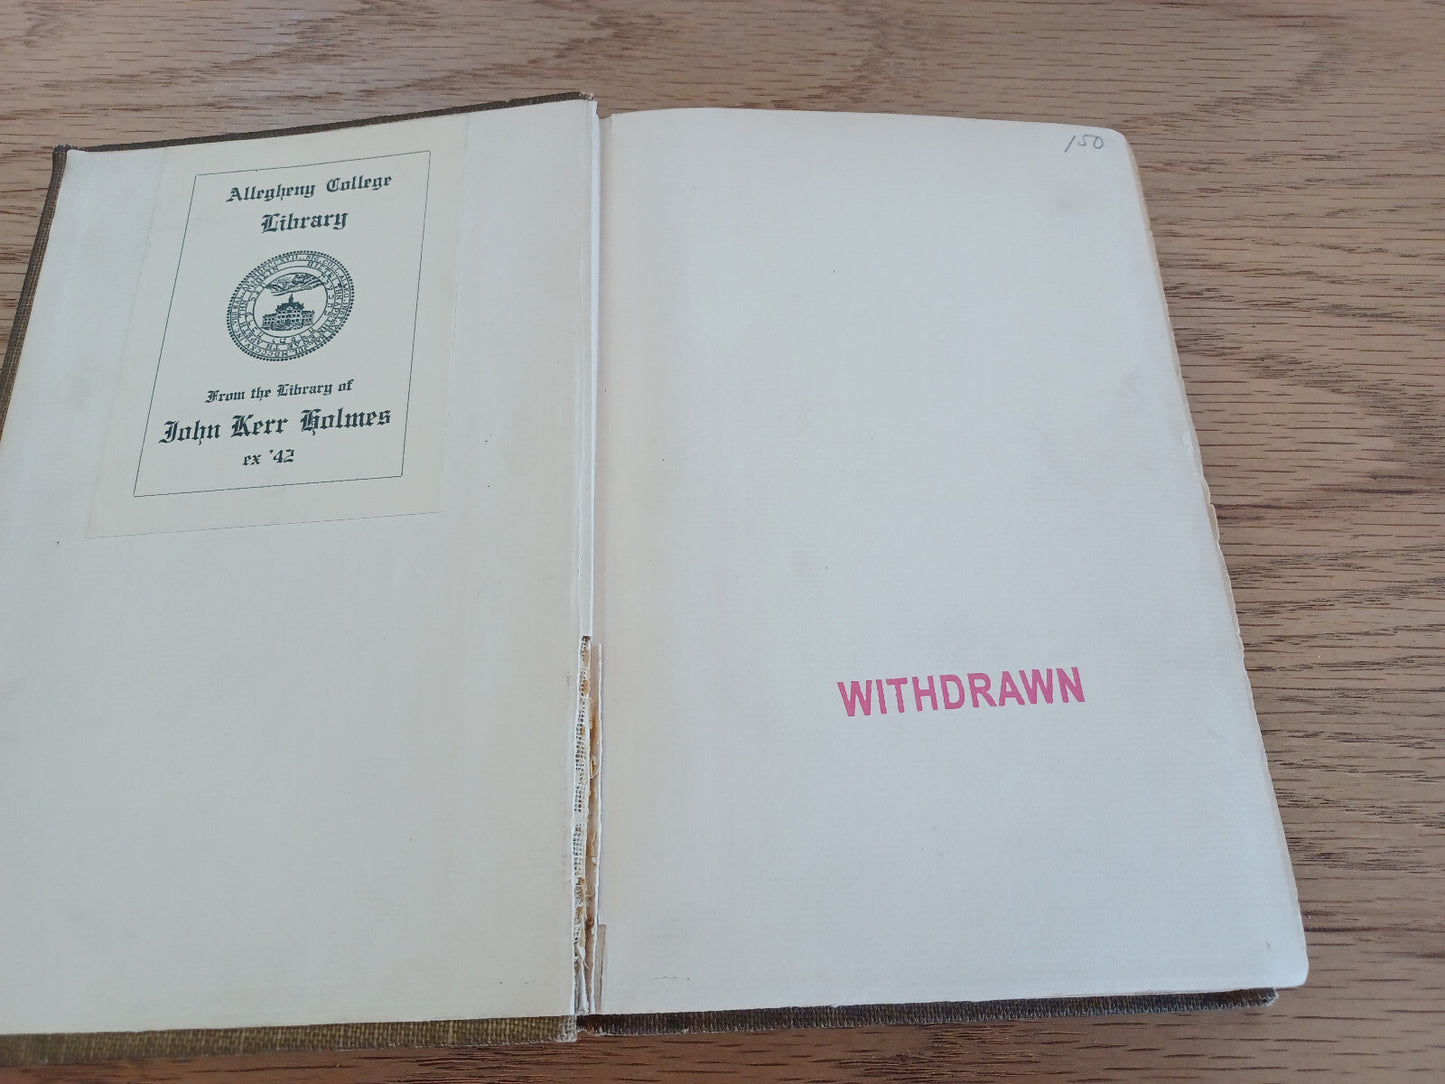 Allegheny College
Library
From the Library of
John Kerr Holmes
ex '42
150
WITHDRAWN